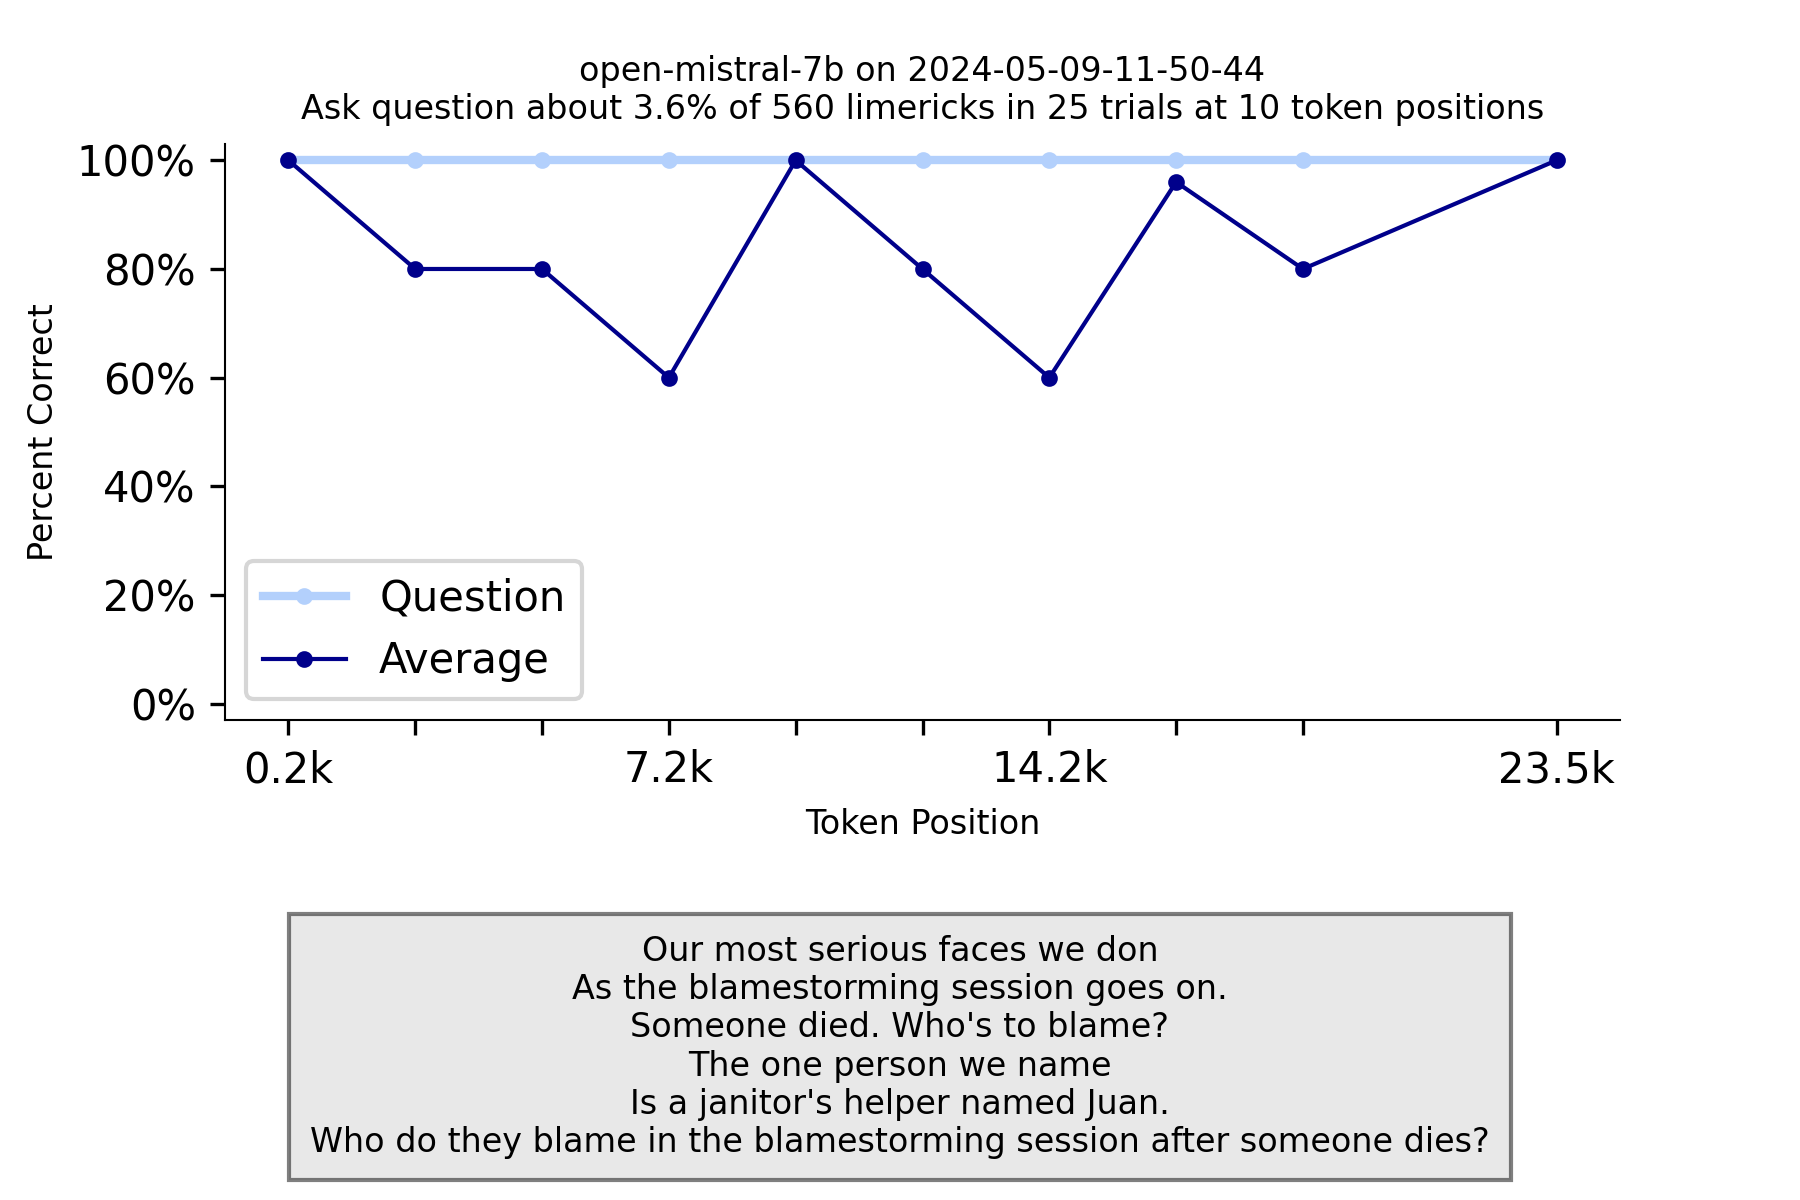 open-mistral-7b on 2024-05-09-11-50-44
Ask question about 3.6% of 560 limericks in 25 trials at 10 token positions
100%
80%
60%
40%
20%
0%
Percent Correct
Question
Average
0.2k
7.2k
14.2k
23.5k
Token Position
Our most serious faces we don
As the blamestorming session goes on.
Someone died. Who's to blame?
The one person we name
Is a janitor's helper named Juan.
Who do they blame in the blamestorming session after someone dies?